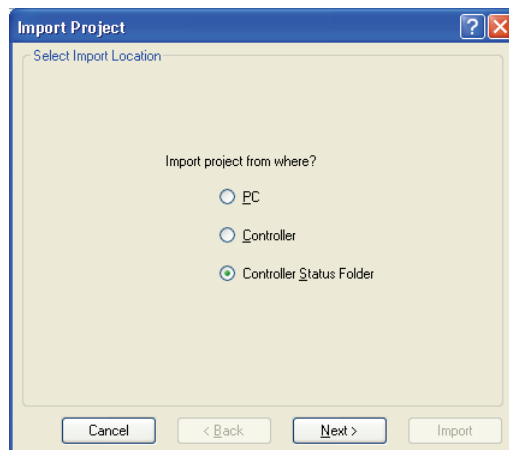 Import Project
Select Import Location
Import project from where?
PC
Controller
Controller Status Folder
Cancel
< Back
Next >
Import